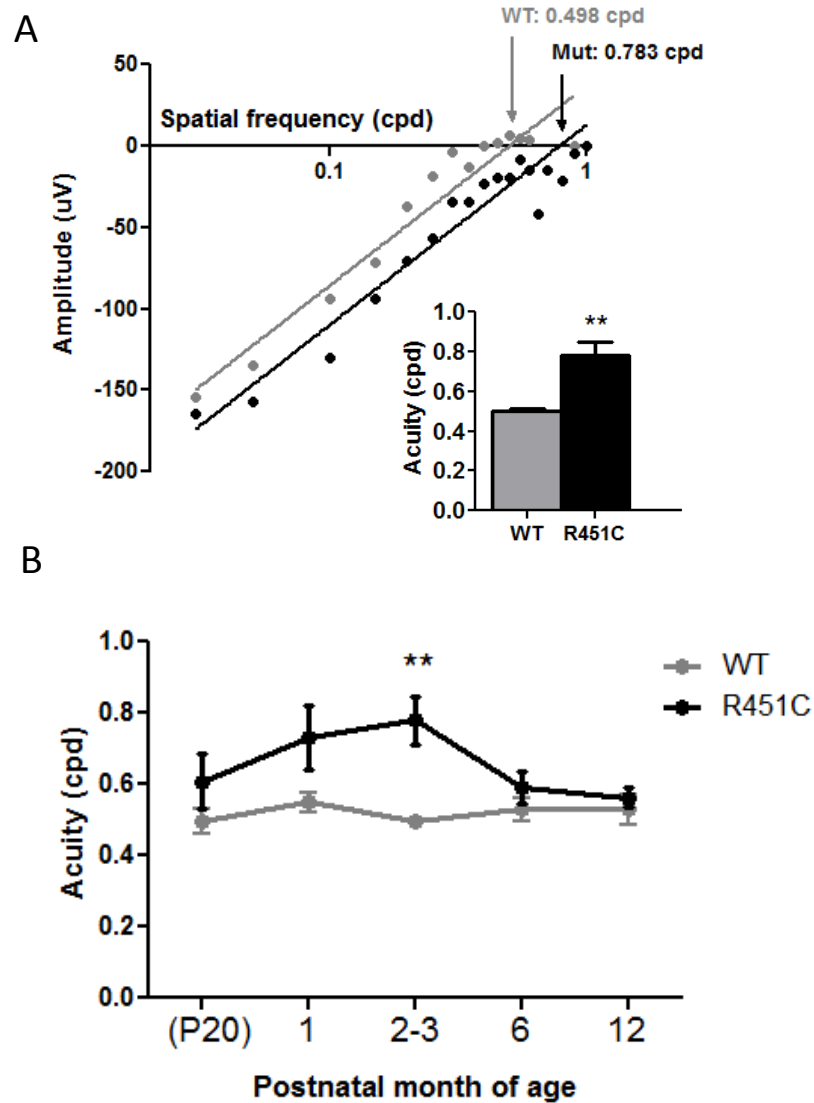 A
WT: 0.498 cpd
Mut: 0.783 cpd
50
Spatial frequency (cpd)
0
0.1
1
-50
-100
-150
-200
Amplitude (uV)
1.0
**
0.8
0.6
0.4
0.2
0.0
Acuity (cpd)
WT R451C
B
1.0
**
WT
R451C
0.8
0.6
0.4
0.2
0.0
Acuity (cpd)
(P20) 1 2-3 6 12
Postnatal month of age